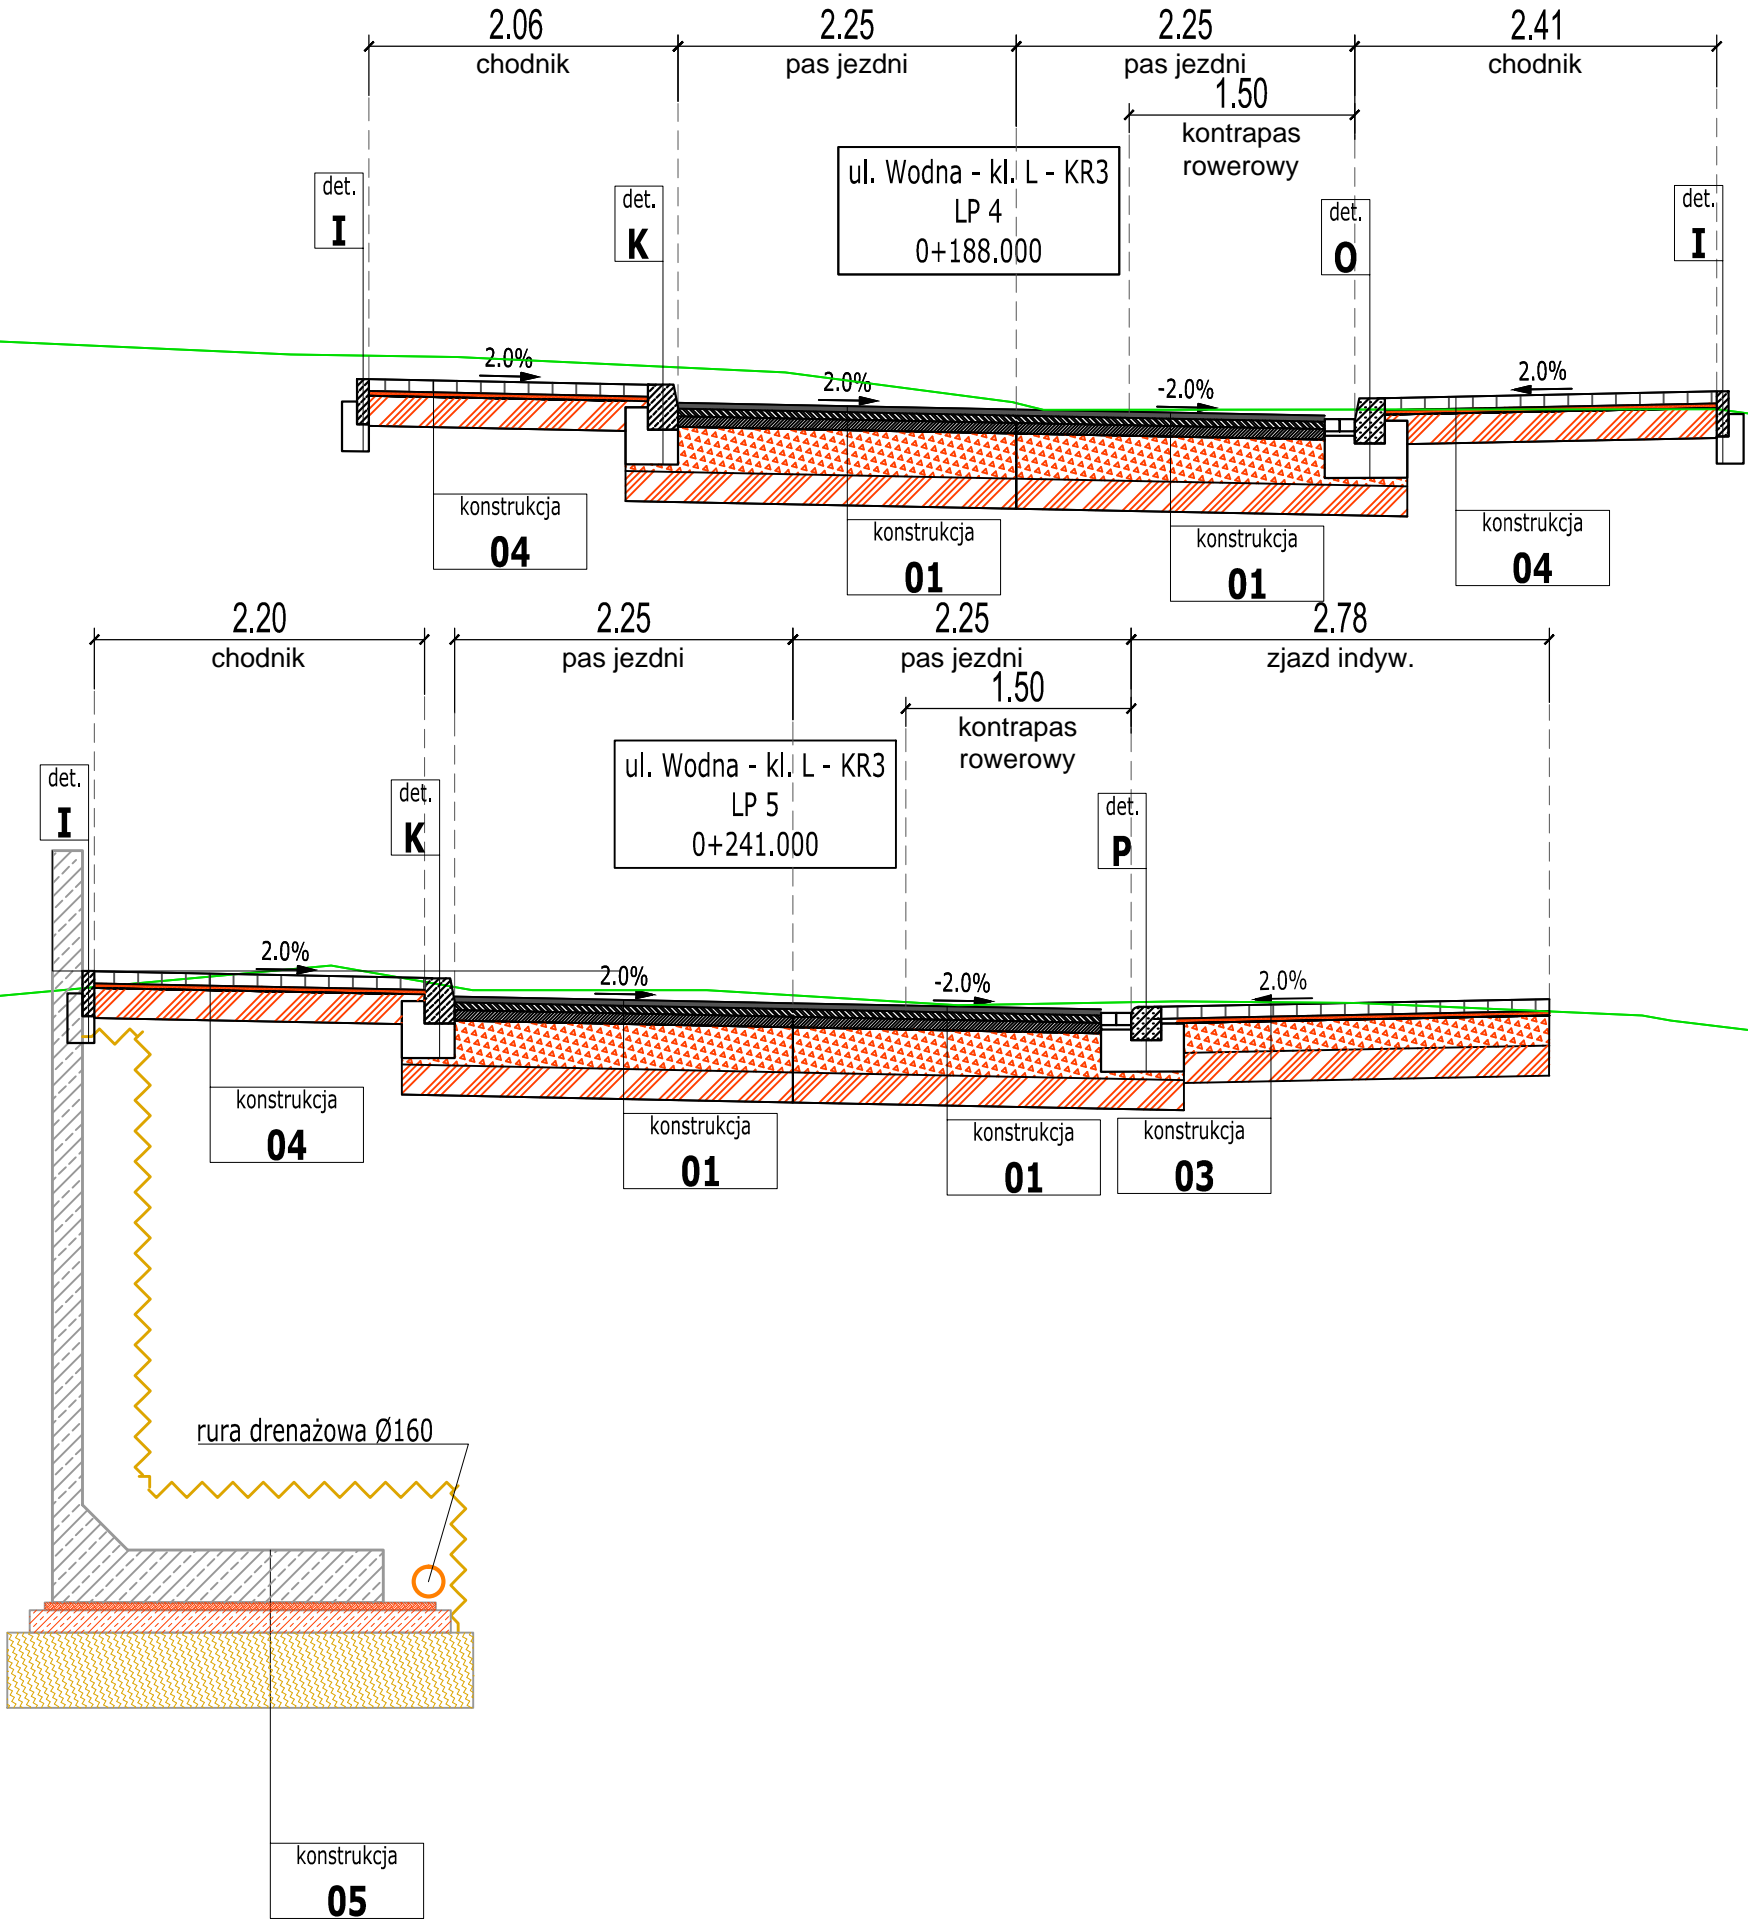 2.06
2.25
2.25
2.41
chodnik
pas jezdni
pas jezdni
chodnik
1.50
kontrapas
rowerowy
ul. Wodna - kl. L - KR3
LP 4
0+188.000
det.
I
det.
K
det.
O
det.
I
2.0%
2.0%
-2.0%
2.0%
konstrukcja
04
konstrukcja
01
konstrukcja
01
konstrukcja
04
2.20
2.25
2.25
2.78
chodnik
pas jezdni
pas jezdni
zjazd indyw.
1.50
kontrapas
rowerowy
ul. Wodna - kl. L - KR3
LP 5
0+241.000
det.
I
det.
K
det.
P
2.0%
2.0%
-2.0%
2.0%
konstrukcja
04
konstrukcja
01
konstrukcja
01
konstrukcja
03
rura drenażowa Ø160
konstrukcja
05